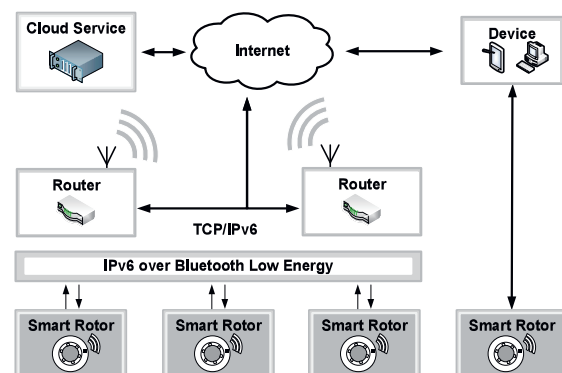 Cloud Service
Internet
Device
Router
Router
TCP/IPv6
IPv6 over Bluetooth Low Energy
Smart Rotor
Smart Rotor
Smart Rotor
Smart Rotor